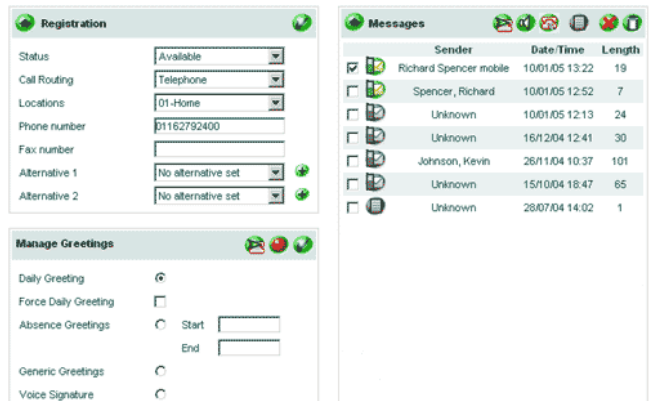 Registration
Status Available
Call Routing Telephone
Locations 01-Home
Phone number 01162792400
Fax number
Alternative 1 No alternative set
Alternative 2 No alternative set
Manage Greetings
Daily Greeting
Force Daily Greeting
Absence Greetings Start
End
Generic Greetings
Voice Signature
Messages
Sender Date/Time Length
Richard Spencer mobile 10/01/05 13:22 19
Spencer, Richard 10/01/05 12:52 7
Unknown 10/01/05 12:13 24
Unknown 16/12/04 12:41 30
Johnson, Kevin 26/11/04 10:37 101
Unknown 15/10/04 18:47 65
Unknown 28/07/04 14:02 1